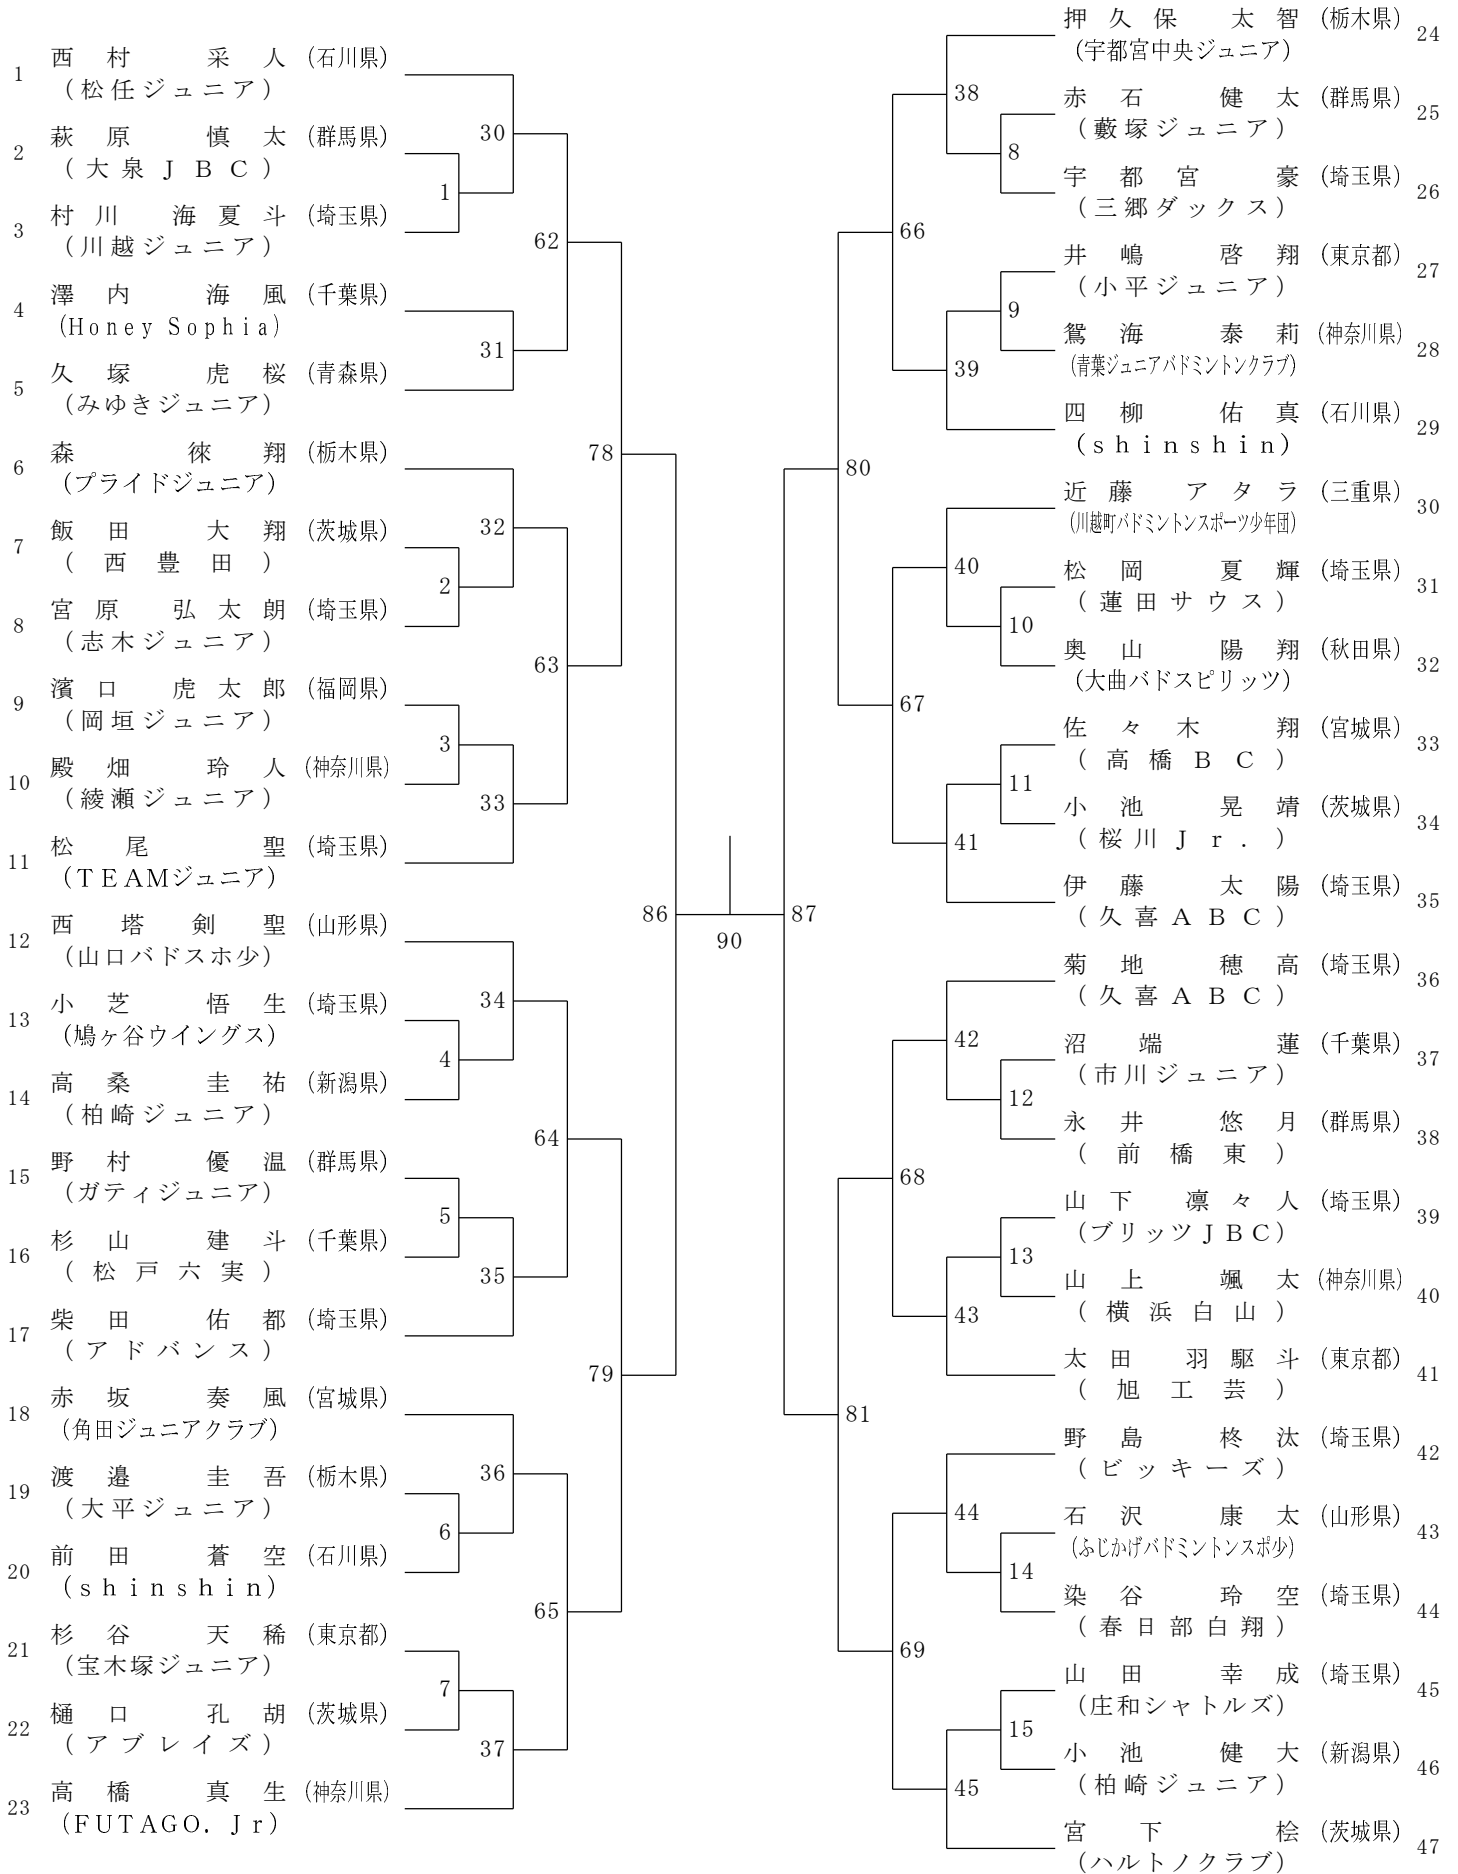 1 西村 采人 (石川県)
(松任ジュニア)
2 萩原 慎太 (群馬県)
(大泉JBC)
3 村川 海夏斗 (埼玉県)
(川越ジュニア)
4 澤内 海風 (千葉県)
(Honey Sophia)
5 久塚 虎桜 (青森県)
(みゆきジュニア)
6 森 徠翔 (栃木県)
(プライドジュニア)
7 飯田 大翔 (茨城県)
(西豊田)
8 宮原 弘太朗 (埼玉県)
(志木ジュニア)
9 濱口 虎太郎 (福岡県)
(岡垣ジュニア)
10 殿畑 玲人 (神奈川県)
(綾瀬ジュニア)
11 松尾 聖 (埼玉県)
(TEAMジュニア)
12 西塔 剣聖 (山形県)
(山口バドスホ少)
13 小芝 悟生 (埼玉県)
(鳩ヶ谷ウイングス)
14 高桑 圭祐 (新潟県)
(柏崎ジュニア)
15 野村 優温 (群馬県)
(ガティジュニア)
16 杉山 建斗 (千葉県)
(松戸六実)
17 柴田 佑都 (埼玉県)
(アドバンス)
18 赤坂 奏風 (宮城県)
(角田ジュニアクラブ)
19 渡邉 圭吾 (栃木県)
(大平ジュニア)
20 前田 蒼空 (石川県)
(shinshin)
21 杉谷 天稀 (東京都)
(宝木塚ジュニア)
22 樋口 孔胡 (茨城県)
(アブレイズ)
23 高橋 真生 (神奈川県)
(FUTAGO.Jr)
1
2
3
4
5
6
7
30
31
32
33
34
35
36
37
62
63
64
65
78
79
86
90
87
80
81
66
67
68
69
38
39
40
41
42
43
44
45
8
9
10
11
12
13
14
15
押久保 太智 (栃木県) 24
(宇都宮中央ジュニア)
赤石 健太 (群馬県) 25
(藪塚ジュニア)
宇都宮 豪 (埼玉県) 26
(三郷ダックス)
井嶋 啓翔 (東京都) 27
(小平ジュニア)
鴛海 泰莉 (神奈川県) 28
(青葉ジュニアバドミントンクラブ)
四柳 佑真 (石川県) 29
(shinshin)
近藤 アタラ (三重県) 30
(川越町バドミントンスポーツ少年団)
松岡 夏輝 (埼玉県) 31
(蓮田サウス)
奥山 陽翔 (秋田県) 32
(大曲バドスピリッツ)
佐々木 翔 (宮城県) 33
(高橋BC)
小池 晃靖 (茨城県) 34
(桜川Jr.)
伊藤 太陽 (埼玉県) 35
(久喜ABC)
菊地 穂高 (埼玉県) 36
(久喜ABC)
沼端 蓮 (千葉県) 37
(市川ジュニア)
永井 悠月 (群馬県) 38
(前橋東)
山下 凛々人 (埼玉県) 39
(ブリッツJBC)
山上 颯太 (神奈川県) 40
(横浜白山)
太田 羽駆斗 (東京都) 41
(旭工芸)
野島 柊汰 (埼玉県) 42
(ビッキーズ)
石沢 康太 (山形県) 43
(ふじかげバドミントンスポ少)
染谷 玲空 (埼玉県) 44
(春日部白翔)
山田 幸成 (埼玉県) 45
(庄和シャトルズ)
小池 健大 (新潟県) 46
(柏崎ジュニア)
宮下 桧 (茨城県) 47
(ハルトノクラブ)